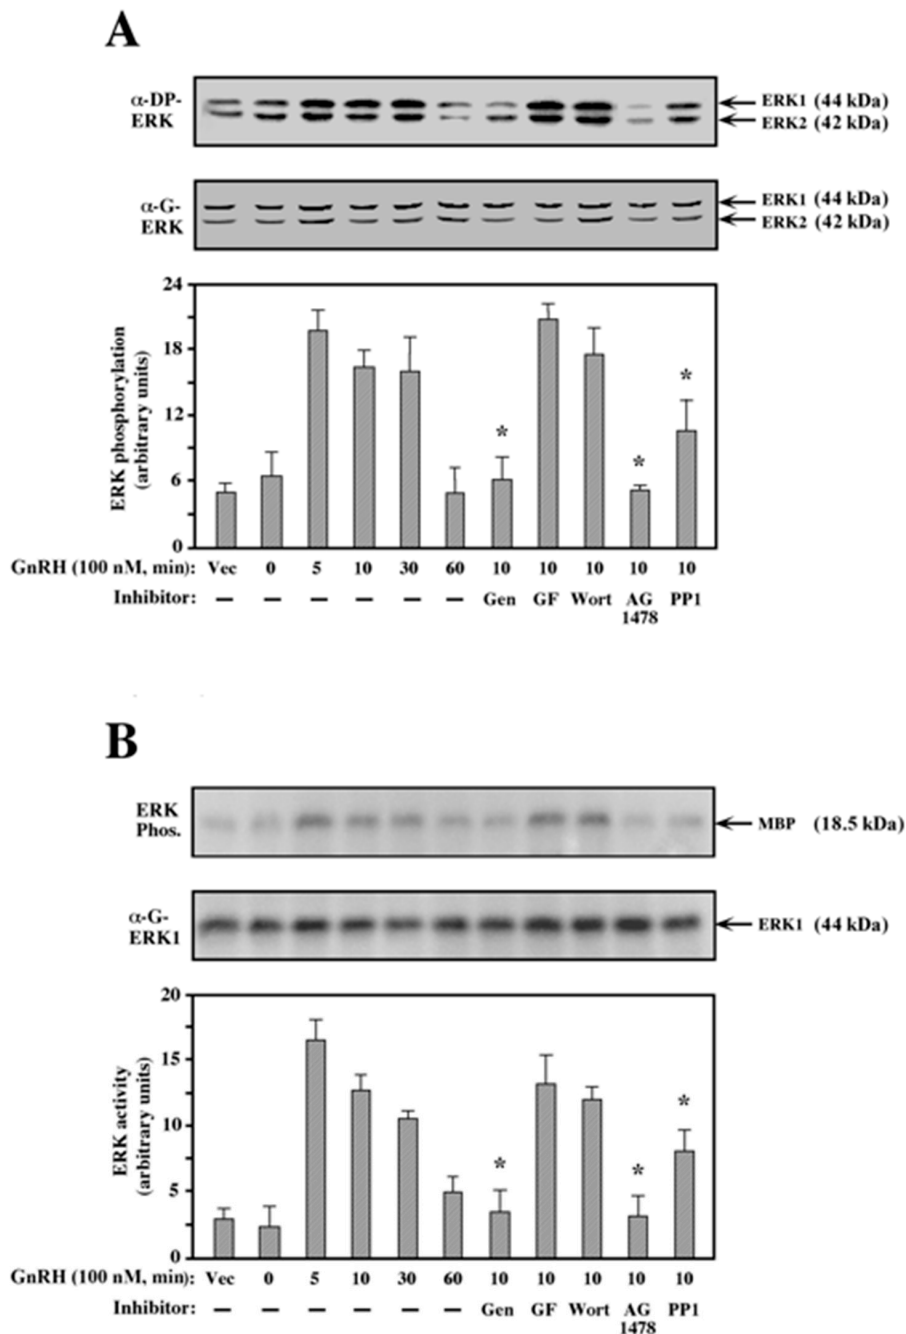 A
α-DP-
ERK
ERK1 (44 kDa)
ERK2 (42 kDa)
α-G-
ERK
ERK1 (44 kDa)
ERK2 (42 kDa)
ERK phosphorylation
(arbitrary units)
24
18
12
6
0
* * *
GnRH (100 nM, min): Vec 0 5 10 30 60 10 10 10 10 10
Inhibitor: – – – – – – Gen GF Wort AG PP1
1478
B
ERK
Phos.
MBP (18.5 kDa)
α-G-
ERK1
ERK1 (44 kDa)
ERK activity
(arbitrary units)
20
15
10
5
0
* * *
GnRH (100 nM, min): Vec 0 5 10 30 60 10 10 10 10 10
Inhibitor: – – – – – – Gen GF Wort AG PP1
1478